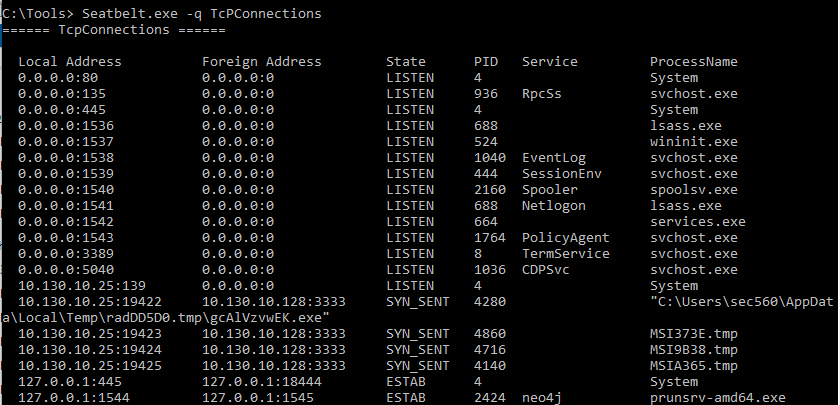 C:\Tools> Seatbelt.exe -q TcPConnections
====== TcpConnections ======
Local Address Foreign Address State PID Service ProcessName
0.0.0.0:80 0.0.0.0:0 LISTEN 4 System
0.0.0.0:135 0.0.0.0:0 LISTEN 936 RpcSs svchost.exe
0.0.0.0:445 0.0.0.0:0 LISTEN 4 System
0.0.0.0:1536 0.0.0.0:0 LISTEN 688 lsass.exe
0.0.0.0:1537 0.0.0.0:0 LISTEN 524 wininit.exe
0.0.0.0:1538 0.0.0.0:0 LISTEN 1040 EventLog svchost.exe
0.0.0.0:1539 0.0.0.0:0 LISTEN 444 SessionEnv svchost.exe
0.0.0.0:1540 0.0.0.0:0 LISTEN 2160 Spooler spoolsv.exe
0.0.0.0:1541 0.0.0.0:0 LISTEN 688 Netlogon lsass.exe
0.0.0.0:1542 0.0.0.0:0 LISTEN 664 services.exe
0.0.0.0:1543 0.0.0.0:0 LISTEN 1764 PolicyAgent svchost.exe
0.0.0.0:3389 0.0.0.0:0 LISTEN 8 TermService svchost.exe
0.0.0.0:5040 0.0.0.0:0 LISTEN 1036 CDPSvc svchost.exe
10.130.10.25:139 0.0.0.0:0 LISTEN 4 System
10.130.10.25:19422 10.130.10.128:3333 SYN_SENT 4280 "C:\Users\sec560\AppDat
a\Local\Temp\radDD5D0.tmp\gcAlVzvwEK.exe"
10.130.10.25:19423 10.130.10.128:3333 SYN_SENT 4860 MSI373E.tmp
10.130.10.25:19424 10.130.10.128:3333 SYN_SENT 4716 MSI9B38.tmp
10.130.10.25:19425 10.130.10.128:3333 SYN_SENT 4140 MSIA365.tmp
127.0.0.1:445 127.0.0.1:18444 ESTAB 4 System
127.0.0.1:1544 127.0.0.1:1545 ESTAB 2424 neo4j prunsrv-amd64.exe